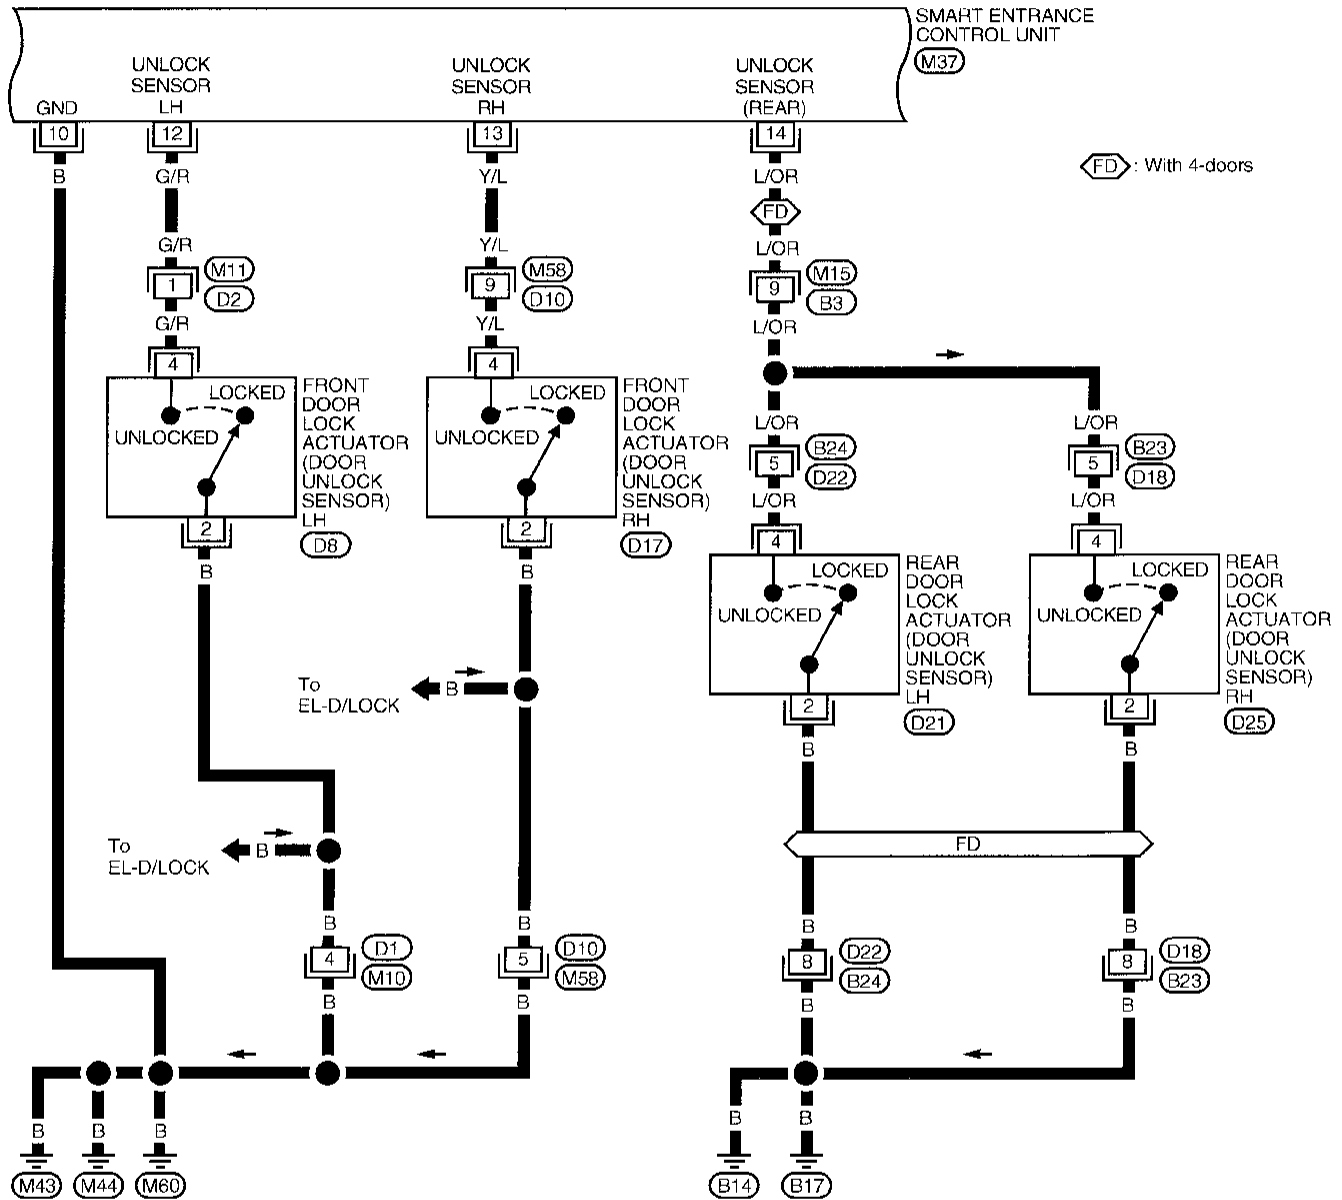 SMART ENTRANCE
CONTROL UNIT
M37
UNLOCK
SENSOR
LH
UNLOCK
SENSOR
RH
UNLOCK
SENSOR
(REAR)
GND
10
12
13
14
B
G/R
Y/L
L/OR
FD : With 4-doors
FD
G/R
Y/L
L/OR
1
M11
D2
9
M58
D10
9
M15
B3
G/R
Y/L
L/OR
4
4
LOCKED
UNLOCKED
FRONT
DOOR
LOCK
ACTUATOR
(DOOR
UNLOCK
SENSOR)
LH
D8
LOCKED
UNLOCKED
FRONT
DOOR
LOCK
ACTUATOR
(DOOR
UNLOCK
SENSOR)
RH
D17
L/OR
L/OR
5
B24
D22
5
B23
D18
L/OR
L/OR
2
2
4
4
B
B
LOCKED
UNLOCKED
REAR
DOOR
LOCK
ACTUATOR
(DOOR
UNLOCK
SENSOR)
LH
D21
LOCKED
UNLOCKED
REAR
DOOR
LOCK
ACTUATOR
(DOOR
UNLOCK
SENSOR)
RH
D25
2
2
B
B
To
EL-D/LOCK
B
To
EL-D/LOCK
B
FD
B
B
B
B
4
D1
M10
5
D10
M58
8
D22
B24
8
D18
B23
B
B
B
B
B
B
B
B
B
M43
M44
M60
B14
B17